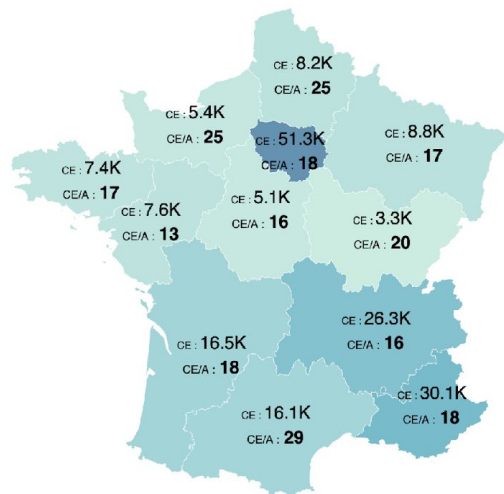 CE : 8.2K
CE/A : 25
CE : 5.4K
CE/A : 25
CE : 51.3K
CE/A : 18
CE : 8.8K
CE/A : 17
CE : 7.4K
CE/A : 17
CE : 7.6K
CE/A : 13
CE : 5.1K
CE/A : 16
CE : 3.3K
CE/A : 20
CE : 16.5K
CE/A : 18
CE : 26.3K
CE/A : 16
CE : 30.1K
CE/A : 18
CE : 16.1K
CE/A : 29